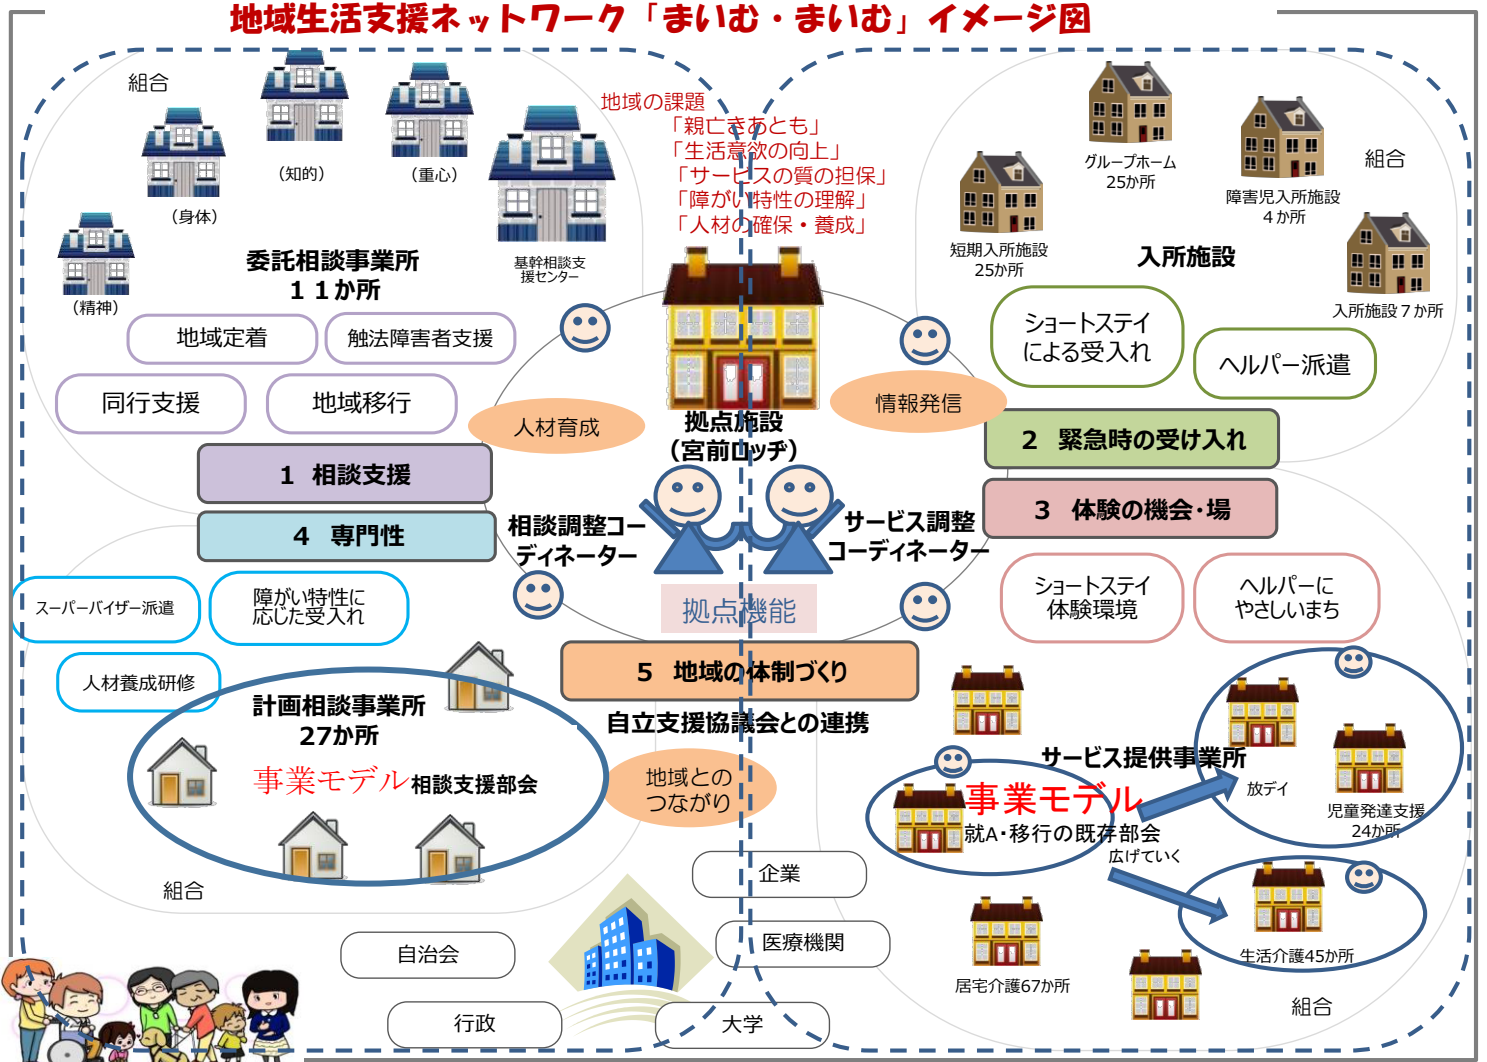 地域生活支援ネットワーク「まいむ・まいむ」イメージ図
組合
(知的)
(重心)
(身体)
(精神)
基幹相談支
援センター
委託相談事業所
１１か所
地域の課題
「親亡きあとも」
「生活意欲の向上」
「サービスの質の担保」
「障がい特性の理解」
「人材の確保・養成」
グループホーム
25か所
障害児入所施設
４か所
組合
短期入所施設
25か所
入所施設
入所施設７か所
地域定着
触法障害者支援
同行支援
地域移行
人材育成
拠点施設
（宮前ロッヂ）
情報発信
ショートステイ
による受入れ
ヘルパー派遣
1 相談支援
2 緊急時の受け入れ
4 専門性
3 体験の機会・場
相談調整コー
ディネーター
サービス調整
コーディネーター
拠点機能
スーパーバイザー派遣
障がい特性に
応じた受入れ
人材養成研修
ショートステイ
体験環境
ヘルパーに
やさしいまち
5 地域の体制づくり
自立支援協議会との連携
計画相談事業所
27か所
事業モデル相談支援部会
組合
地域との
つながり
サービス提供事業所
事業モデル
就A・移行の既存部会
広げていく
放デイ
児童発達支援
24か所
生活介護45か所
居宅介護67か所
組合
企業
医療機関
自治会
行政
大学